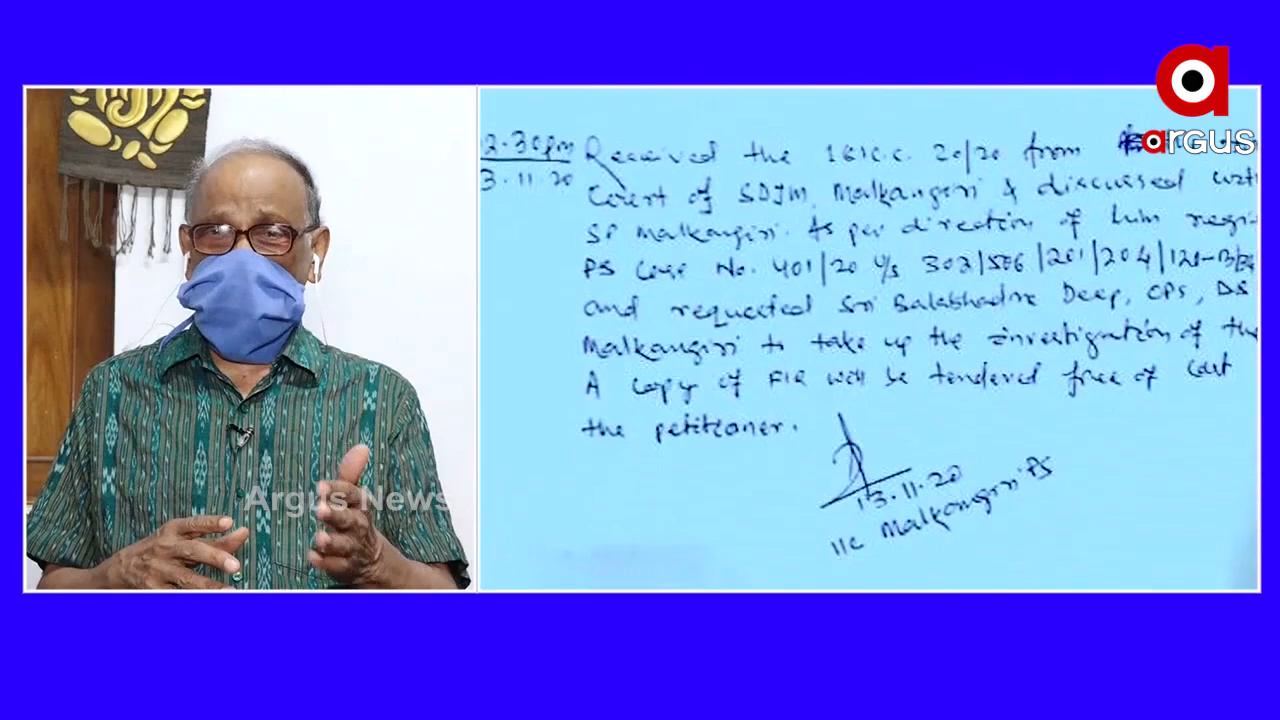 argus
2.30pm
3.11.20
Received the 1CC. 20/20 from
Court of SDJM, Malkangiri & discussed with
SP Malkangiri. As per direction of him
PS Case No. 401/20 U/s 302/506/201/204/120-B/
and requested Sri Balabhadra Deep, OPS, DS
Malkangiri to take up the investigation of the
A copy of FIR will be tendered free of cost
the petitioner.
13.11.20
IIC Malkangiri PS
Argus News